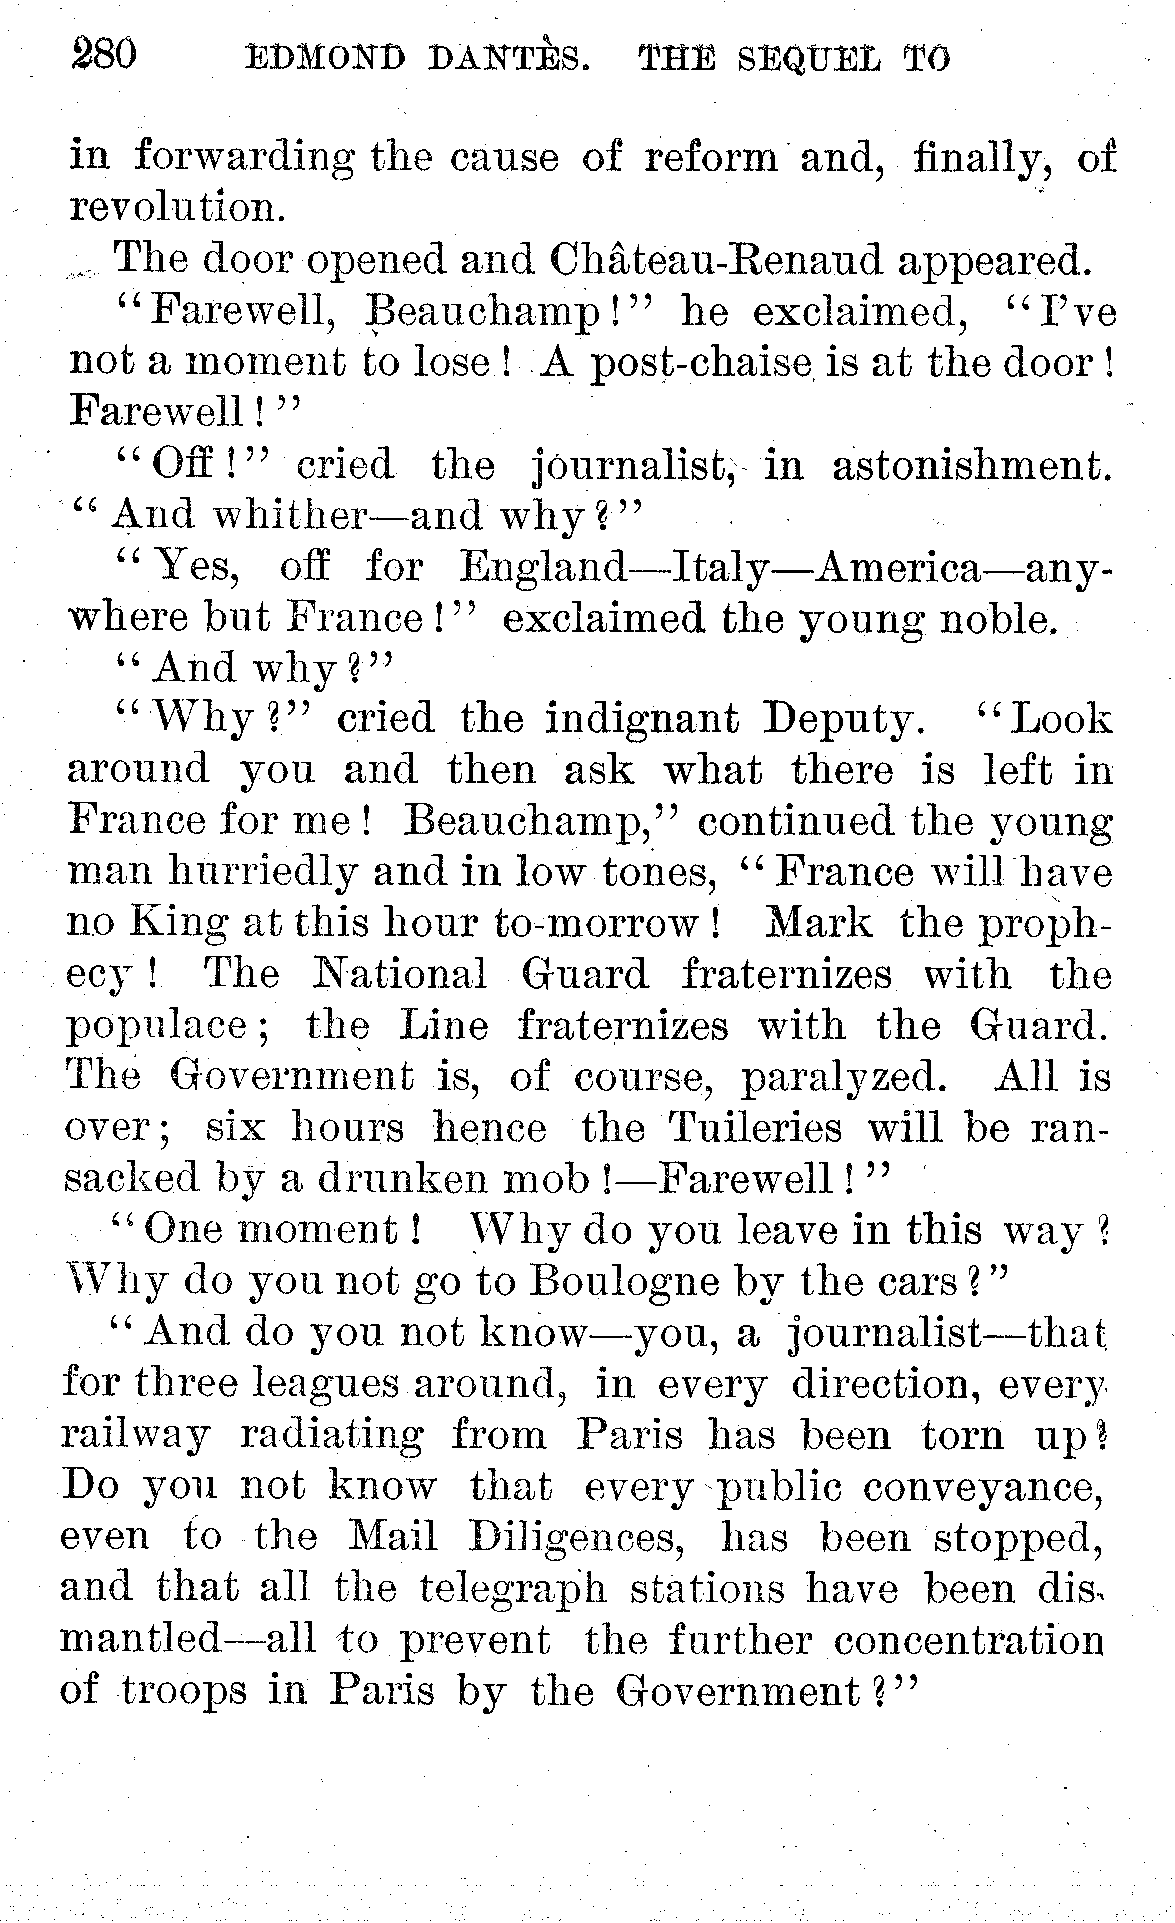 280 EDMOND DANTÈS. THE SEQUEL TO
in forwarding the cause of reform and, finally, of
revolution.
The door opened and Château-Renaud appeared.
“Farewell, Beauchamp!” he exclaimed, “I’ve
not a moment to lose! A post-chaise is at the door!
Farewell!”
“Off!” cried the journalist, in astonishment.
“And whither—and why?”
“Yes, off for England—Italy—America—any-
where but France!” exclaimed the young noble.
“And why?”
“Why?” cried the indignant Deputy. “Look
around you and then ask what there is left in
France for me! Beauchamp,” continued the young
man hurriedly and in low tones, “France will have
no King at this hour to-morrow! Mark the proph-
ecy! The National Guard fraternizes with the
populace; the Line fraternizes with the Guard.
The Government is, of course, paralyzed. All is
over; six hours hence the Tuileries will be ran-
sacked by a drunken mob!—Farewell!”
“One moment! Why do you leave in this way?
Why do you not go to Boulogne by the cars?”
“And do you not know—you, a journalist—that
for three leagues around, in every direction, every
railway radiating from Paris has been torn up?
Do you not know that every public conveyance,
even to the Mail Diligences, has been stopped,
and that all the telegraph stations have been dis-
mantled—all to prevent the further concentration
of troops in Paris by the Government?”